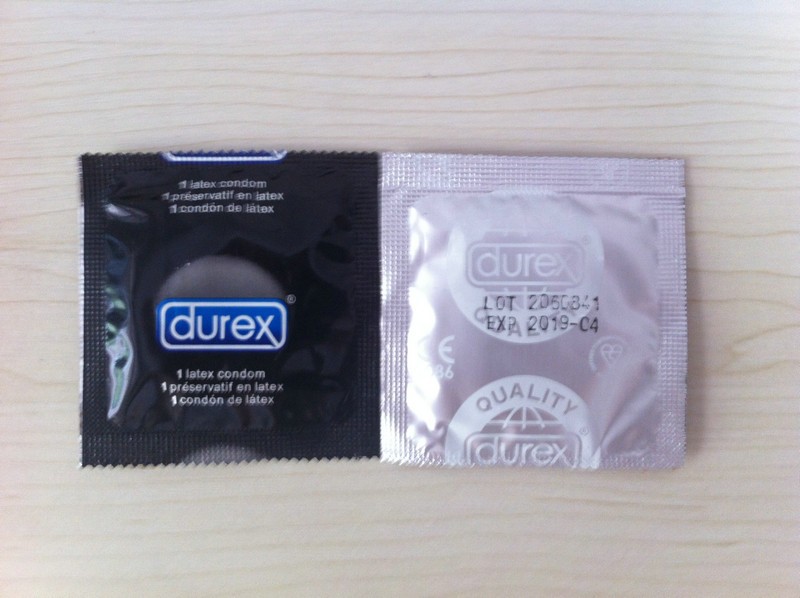 1 latex condom
1 préservatif en latex
1 condón de látex
durex®
1 latex condom
1 préservatif en latex
1 condón de látex
durex
LOT 2060841
EXP 2019-04
QUALITY
durex